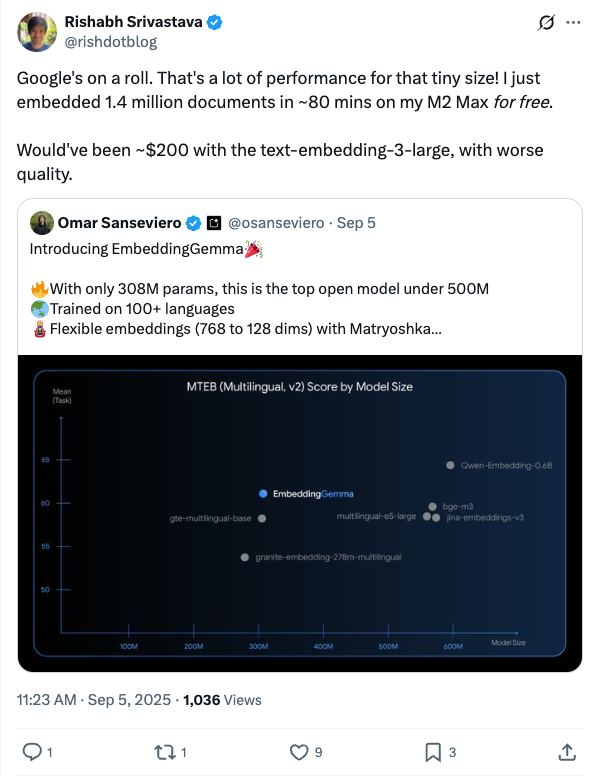 Rishabh Srivastava
@rishdotblog
Google's on a roll. That's a lot of performance for that tiny size! I just
embedded 1.4 million documents in ~80 mins on my M2 Max for free.
Would've been ~$200 with the text-embedding-3-large, with worse
quality.
Omar Sanseviero @osanseviero · Sep 5
Introducing EmbeddingGemma🎉
🔥With only 308M params, this is the top open model under 500M
🌏Trained on 100+ languages
🪆Flexible embeddings (768 to 128 dims) with Matryoshka...
MTEB (Multilingual, v2) Score by Model Size
Mean
(Task)
65
Qwen-Embedding-0.6B
EmbeddingGemma
60
bge-m3
gte-multilingual-base
multilingual-e5-large
jina-embeddings-v3
55
granite-embedding-278m-multilingual
50
Model Size
100M 200M 300M 400M 500M 600M
11:23 AM · Sep 5, 2025 · 1,036 Views
1 1 9 3